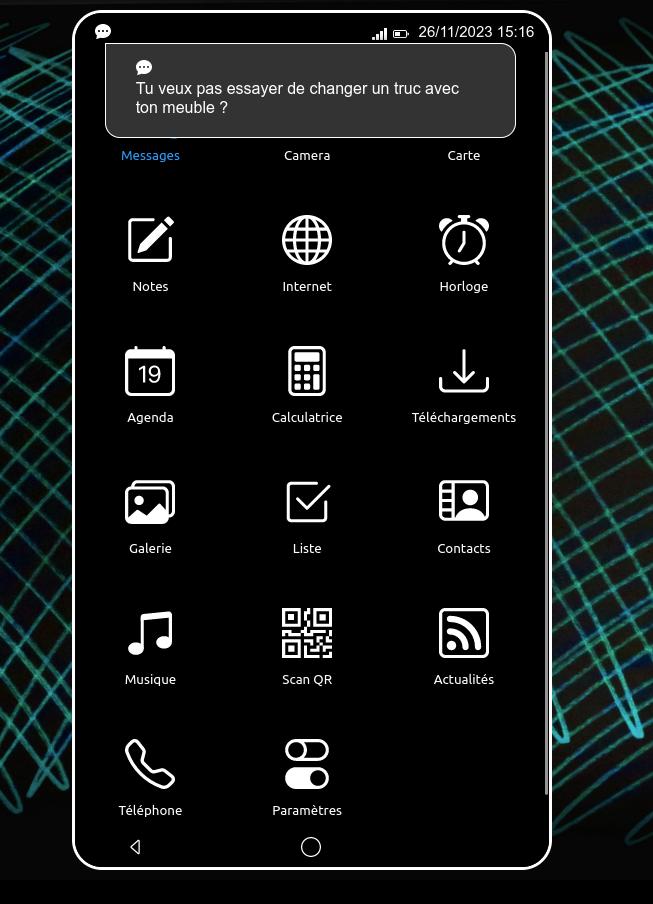 26/11/2023 15:16
Tu veux pas essayer de changer un truc avec
ton meuble ?
Messages Camera Carte
Notes Internet Horloge
19
Agenda Calculatrice Téléchargements
Galerie Liste Contacts
Musique Scan QR Actualités
Téléphone Paramètres